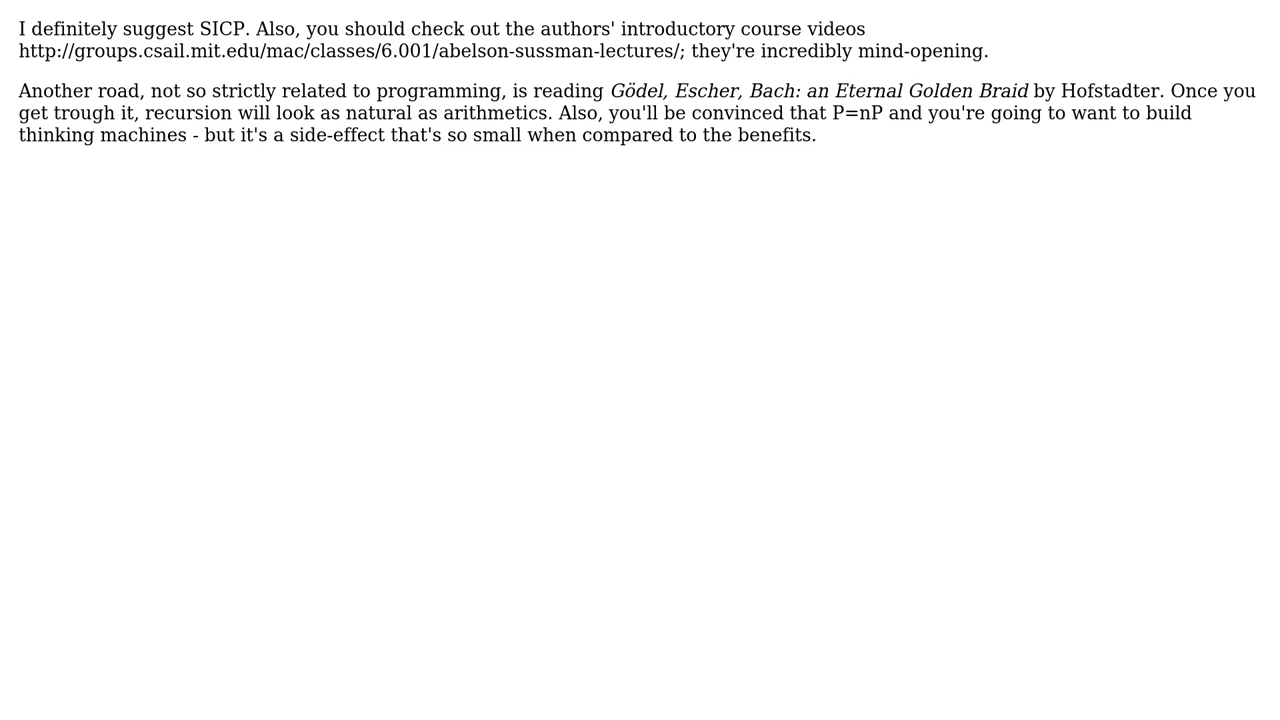 I definitely suggest SICP. Also, you should check out the authors' introductory course videos
http://groups.csail.mit.edu/mac/classes/6.001/abelson-sussman-lectures/; they're incredibly mind-opening.
Another road, not so strictly related to programming, is reading Gödel, Escher, Bach: an Eternal Golden Braid by Hofstadter. Once you
get trough it, recursion will look as natural as arithmetics. Also, you'll be convinced that P=nP and you're going to want to build
thinking machines - but it's a side-effect that's so small when compared to the benefits.